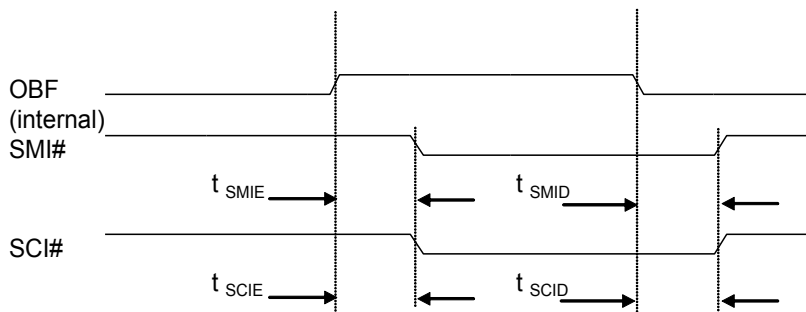 OBF
(internal)
SMI#
t SMIE
t SMID
SCI#
t SCIE
t SCID